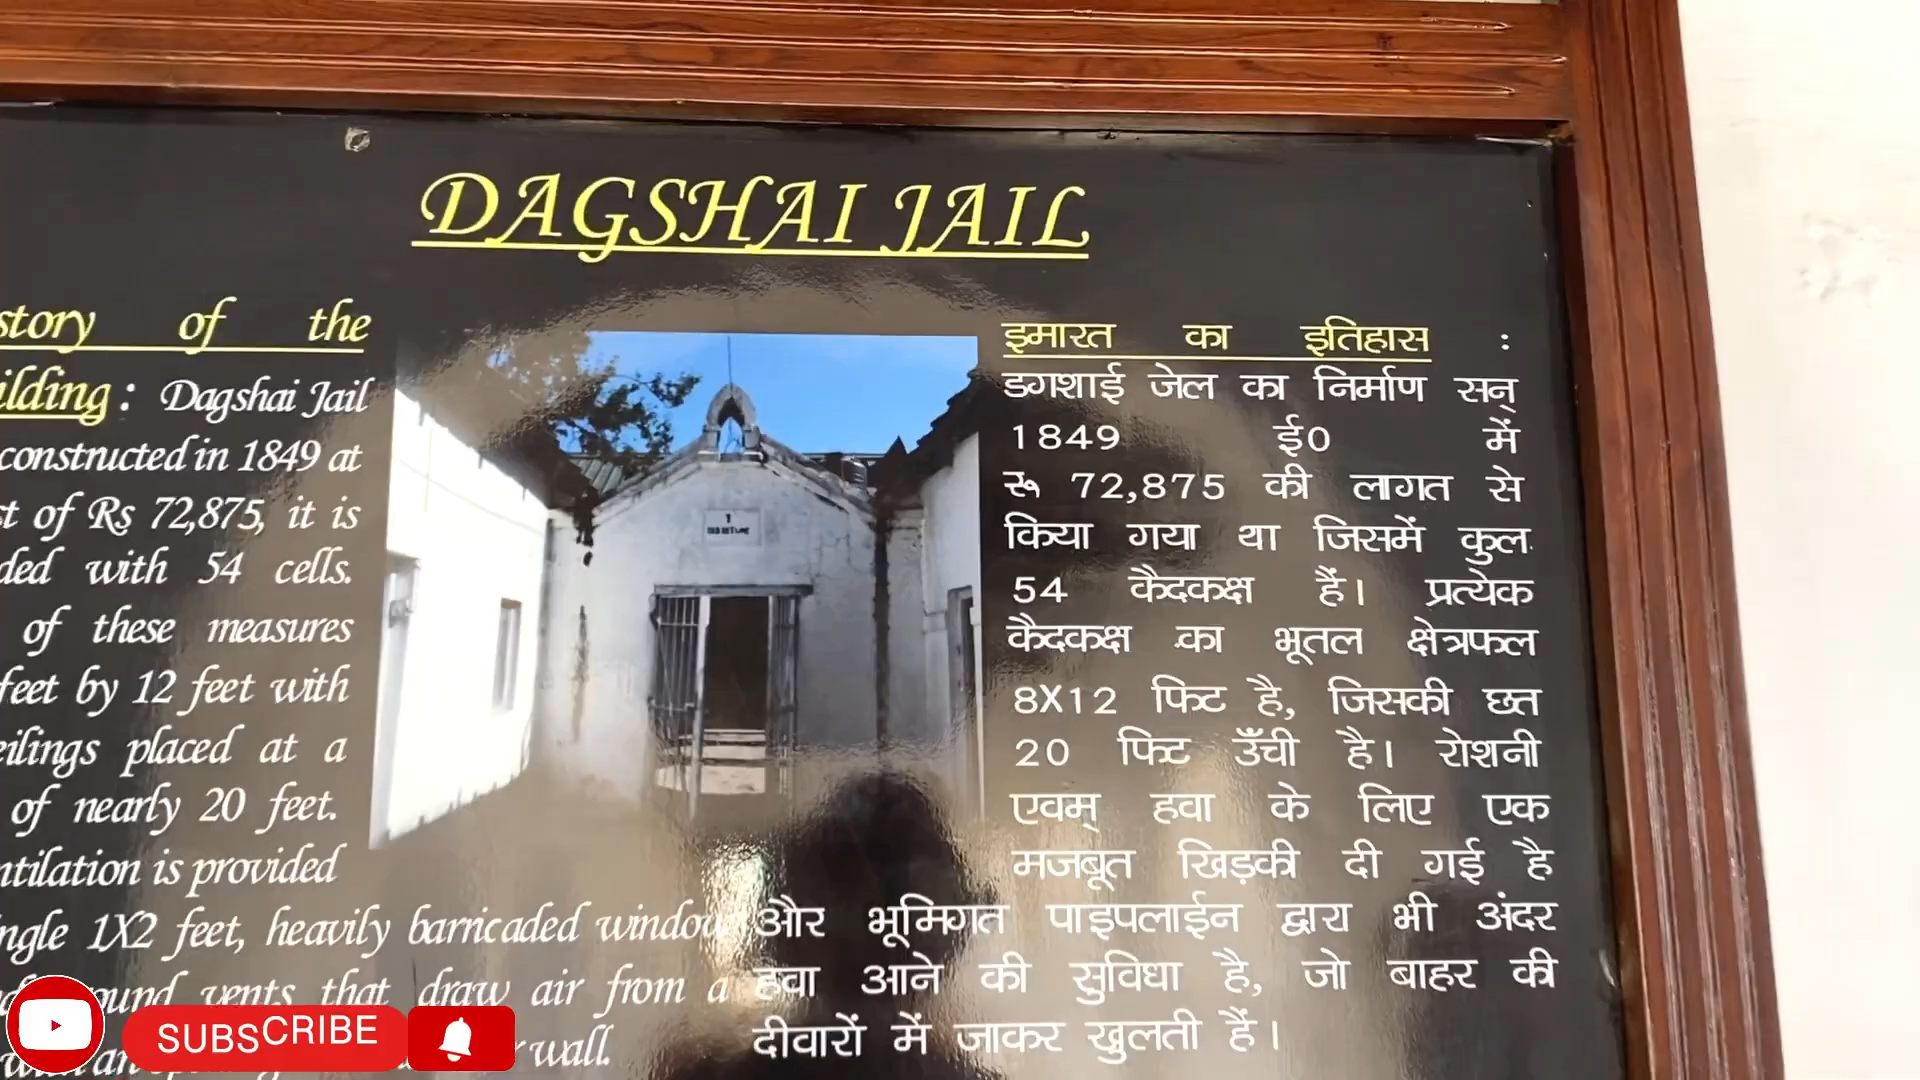 DAGSHAI JAIL
story of the
ilding : Dagshai Jail
constructed in 1849 at
st of Rs 72,875, it is
ded with 54 cells.
of these measures
feet by 12 feet with
eilings placed at a
of nearly 20 feet.
ntilation is provided
ngle 1X2 feet, heavily barricaded window
ound vents that draw air from a
wall.
1
इमारत का इतिहास :
डगशाई जेल का निर्माण सन्
1849 ई0 में
रू 72,875 की लागत से
किया गया था जिसमें कुल
54 कैदकक्ष हैं। प्रत्येक
कैदकक्ष का भूतल क्षेत्रफल
8X12 फिट है, जिसकी छत
20 फिट उँची है। रोशनी
एवम् हवा के लिए एक
मजबूत खिड़की दी गई है
और भूमिगत पाइपलाईन द्वारा भी अंदर
हवा आने की सुविधा है, जो बाहर की
दीवारों में जाकर खुलती हैं।
SUBSCRIBE